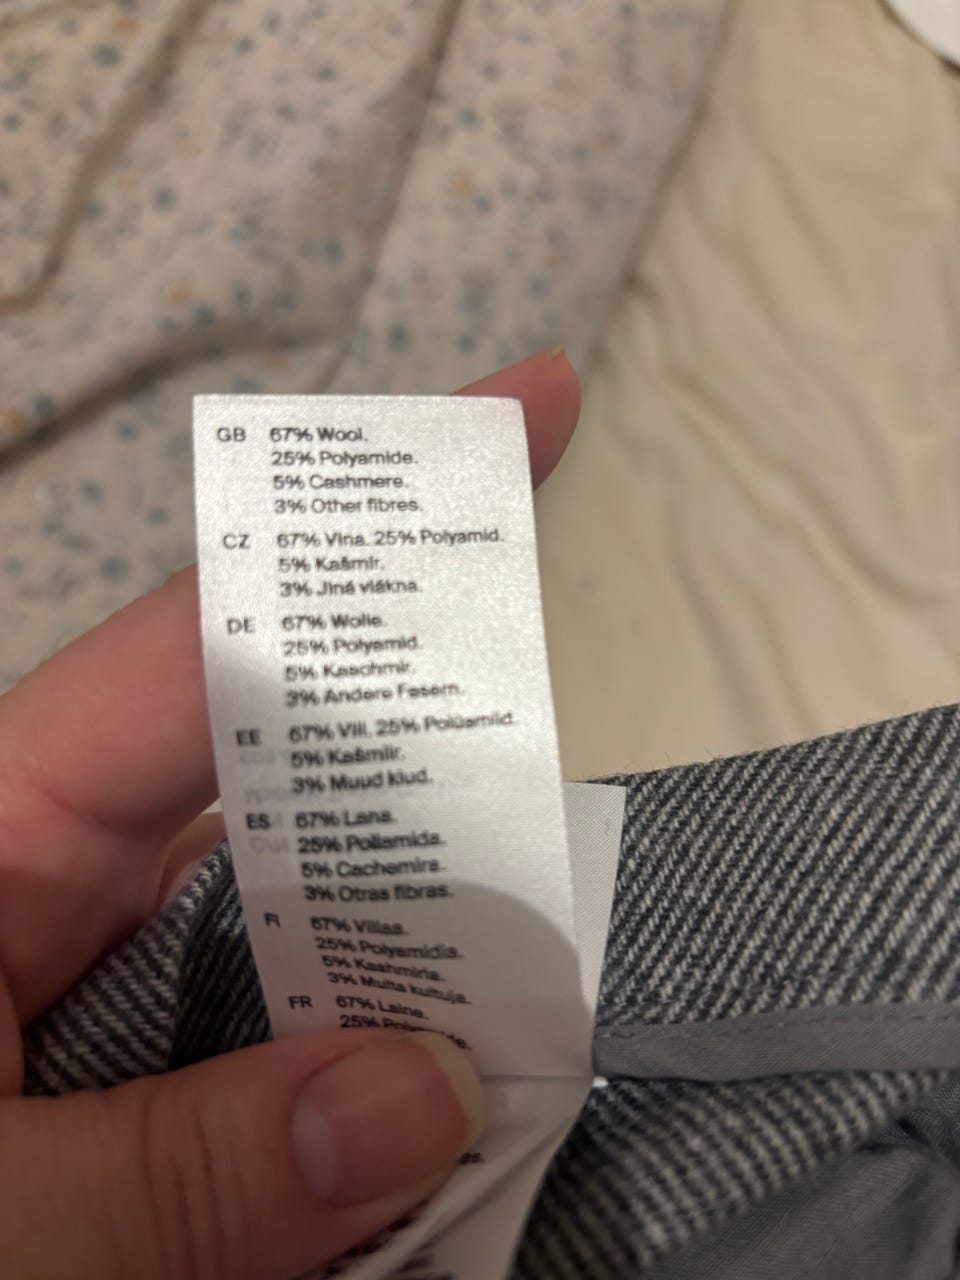 GB 67% Wool.
25% Polyamide.
5% Cashmere.
3% Other fibres.
CZ 67% Vlna. 25% Polyamid.
5% Kašmír.
3% Jiná vlákna.
DE 67% Wolle.
25% Polyamid.
5% Kaschmir.
3% Andere Fasern.
EE 67% Vill. 25% Polüamiid.
5% Kašmiir.
3% Muud kiud.
ES 67% Lana.
25% Poliamida.
5% Cachemira.
3% Otras fibras.
FI 67% Villaa.
25% Polyamidia.
5% Kashmiria.
3% Muita kuituja.
FR 67% Laine.
25%